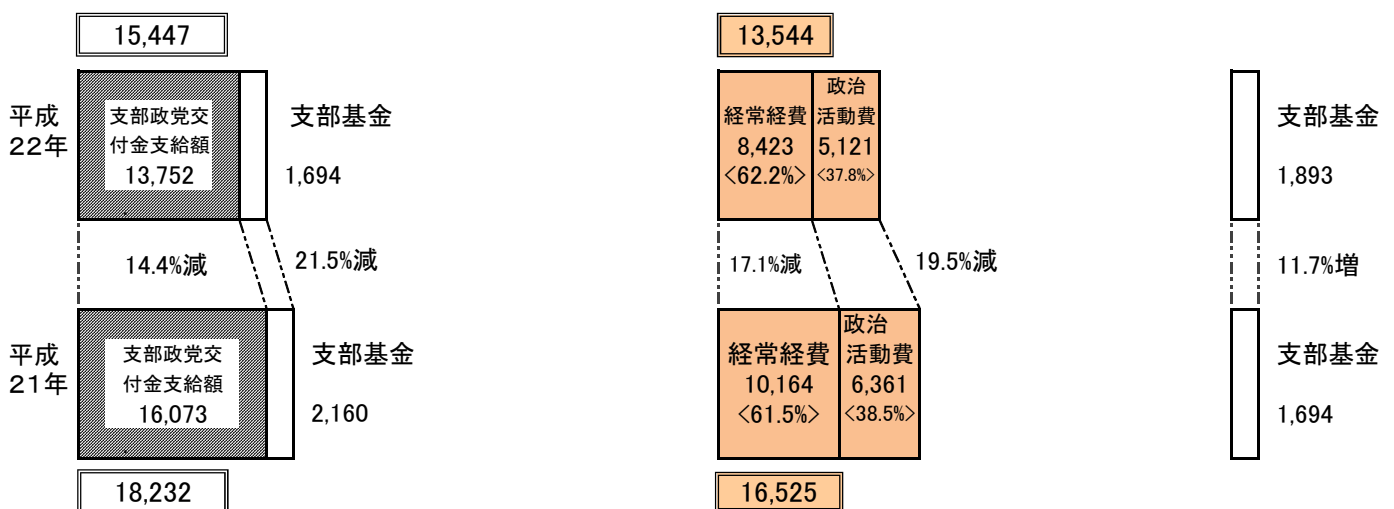 15,447
13,544
平成
22年
支部政党交
付金支給額
13,752
支部基金
1,694
経常経費
8,423
<62.2%>
政治
活動費
5,121
<37.8%>
支部基金
1,893
14.4%減
21.5%減
17.1%減
19.5%減
11.7%増
平成
21年
支部政党交
付金支給額
16,073
支部基金
2,160
経常経費
10,164
<61.5%>
政治
活動費
6,361
<38.5%>
支部基金
1,694
18,232
16,525